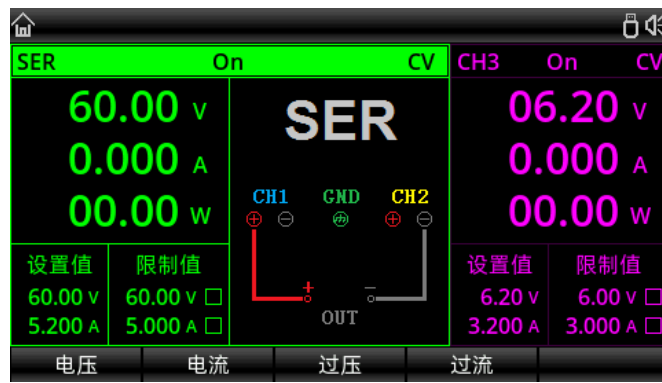 SER On CV CH3 On CV
60.00 V
0.000 A
00.00 W
SER
CH1 GND CH2
+ −
OUT
06.20 V
0.000 A
00.00 W
设置值 限制值
60.00 V 60.00 V
5.200 A 5.000 A
设置值 限制值
6.20 V 6.00 V
3.200 A 3.000 A
电压 电流 过压 过流